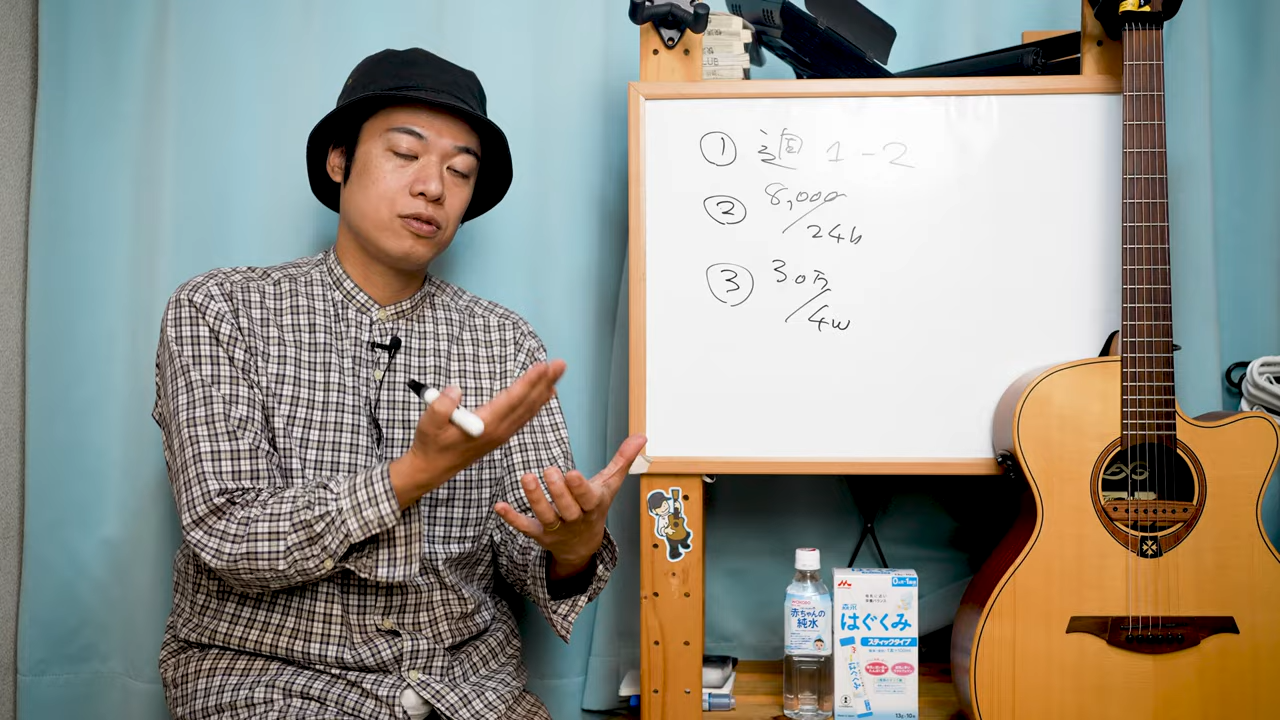 ① 週 1-2
② 8,000
/24h
③ 30万
/4w
赤ちゃんの
純水
森永
はぐくみ
スティックタイプ